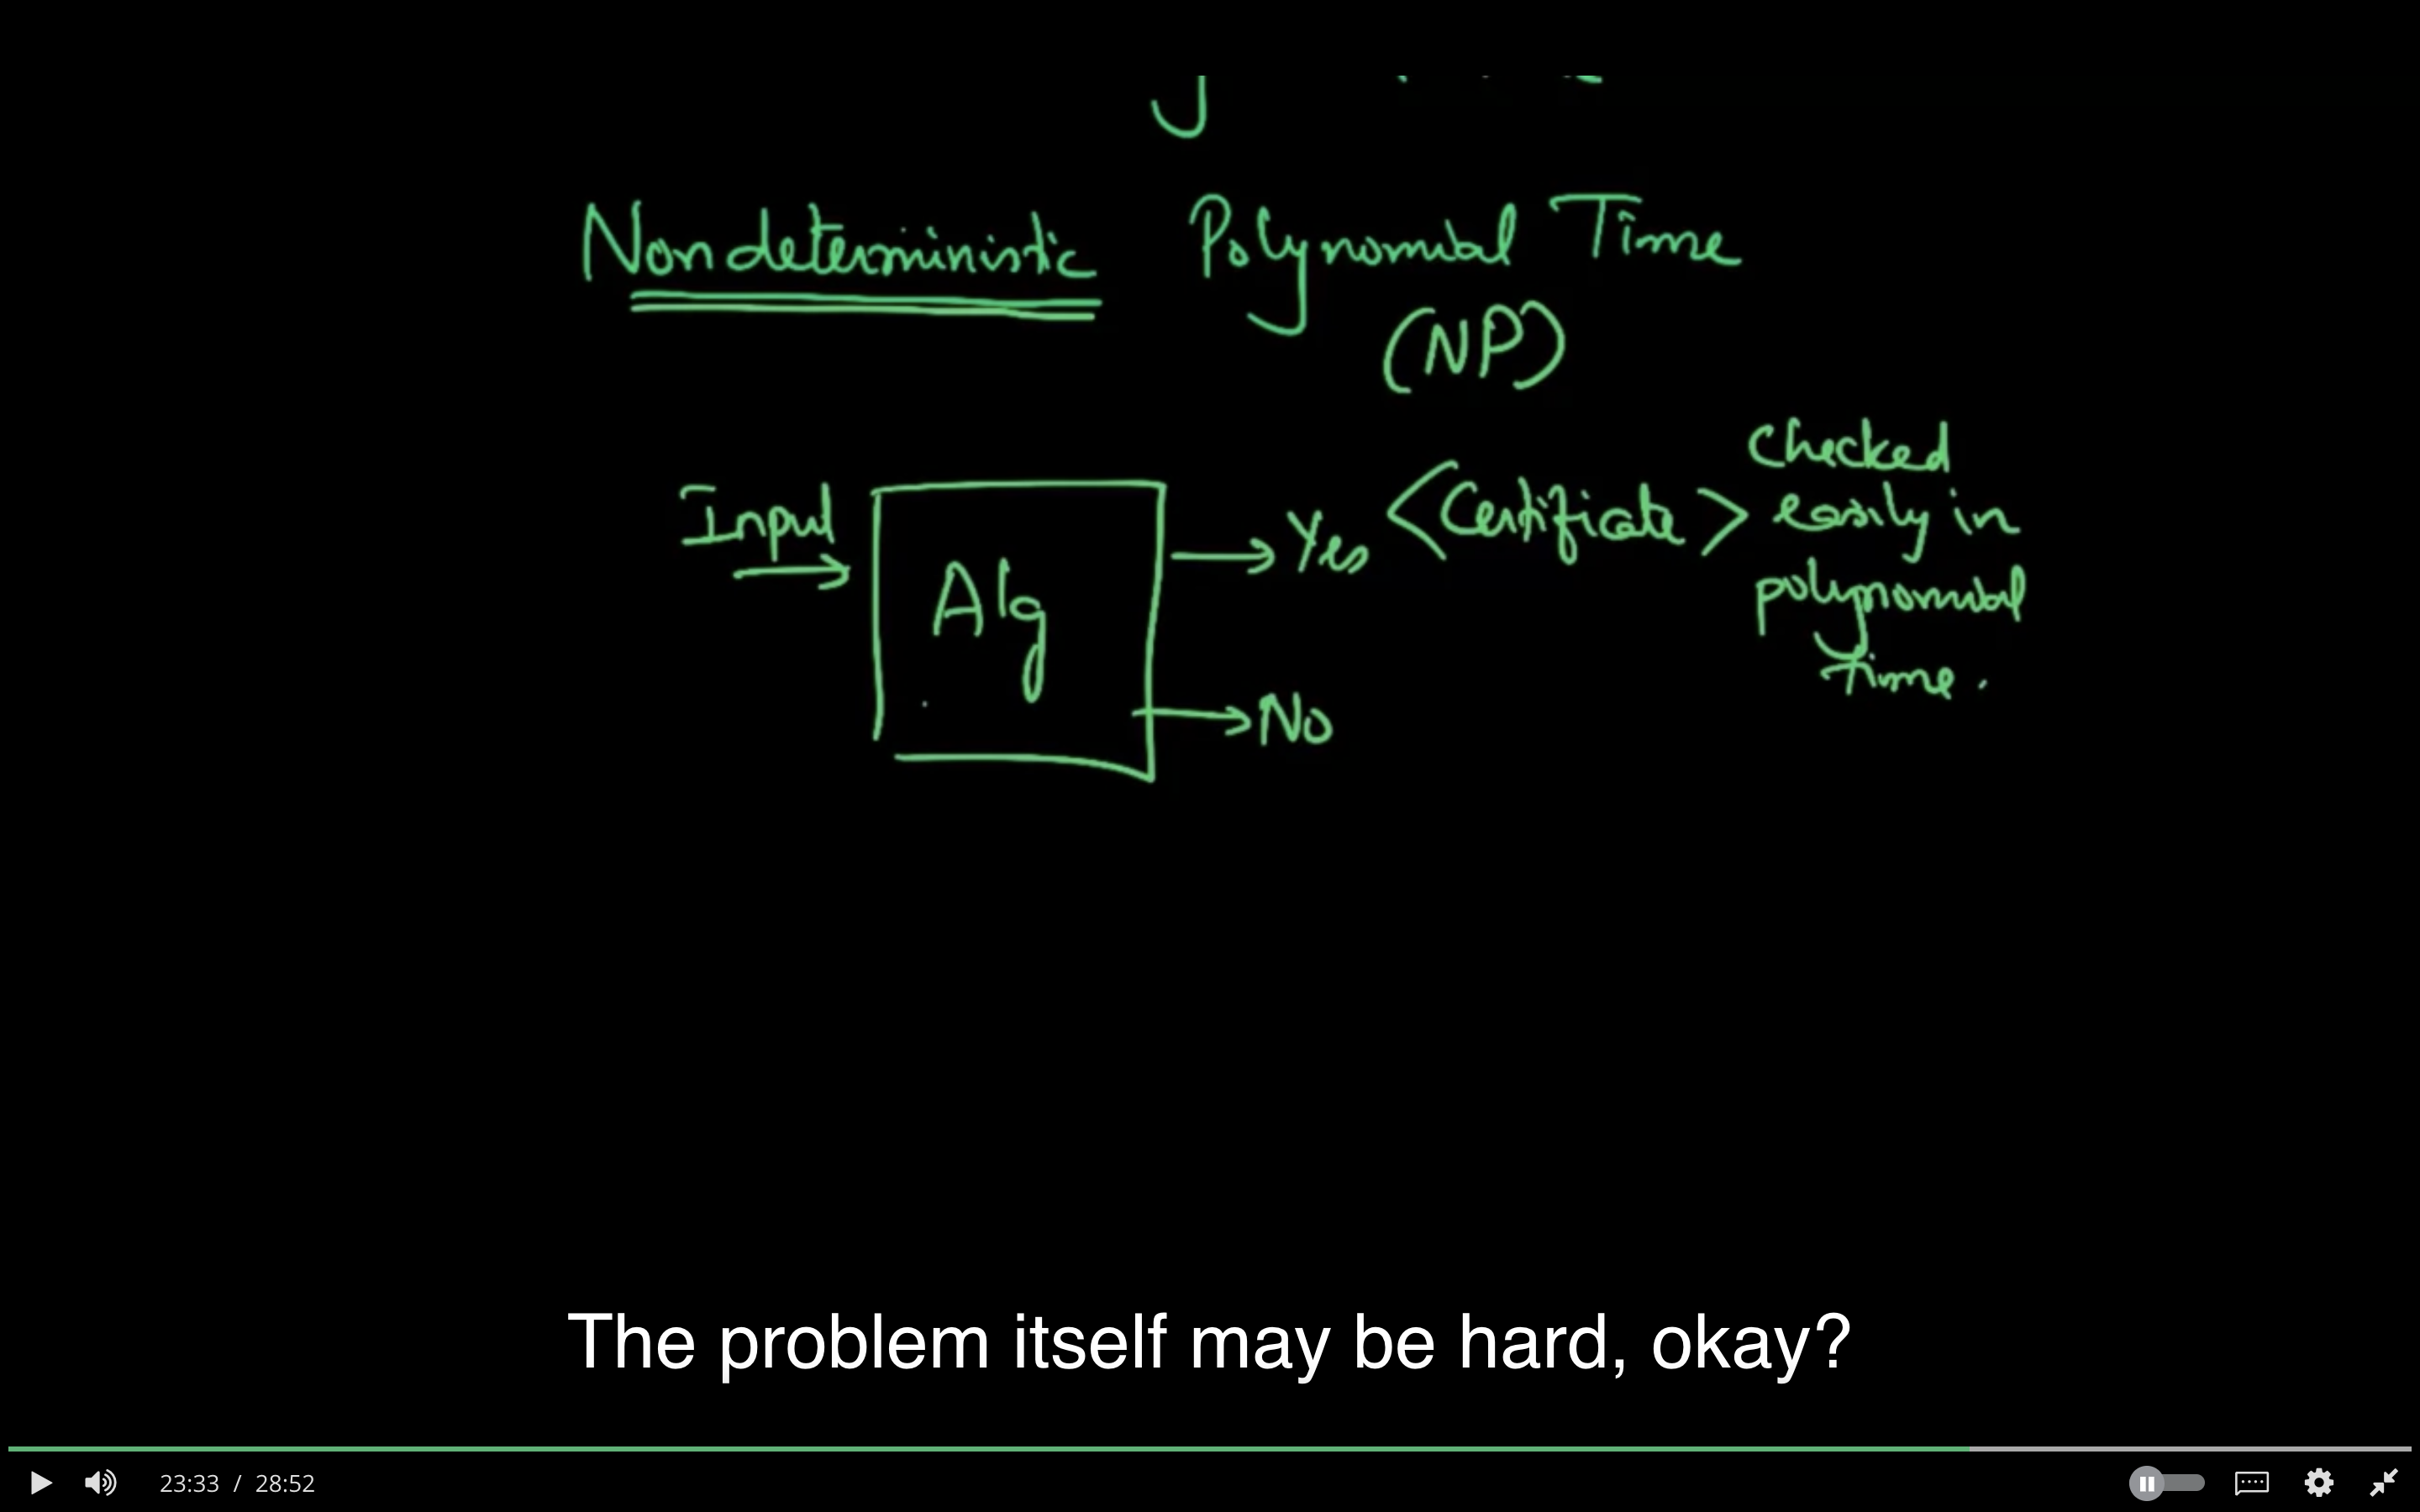 Nondeterministic Polynomial Time
(NP)
Input
Alg
Yes <Certificate> checked
easily in
polynomial
time.
No
The problem itself may be hard, okay?
23:33 / 28:52